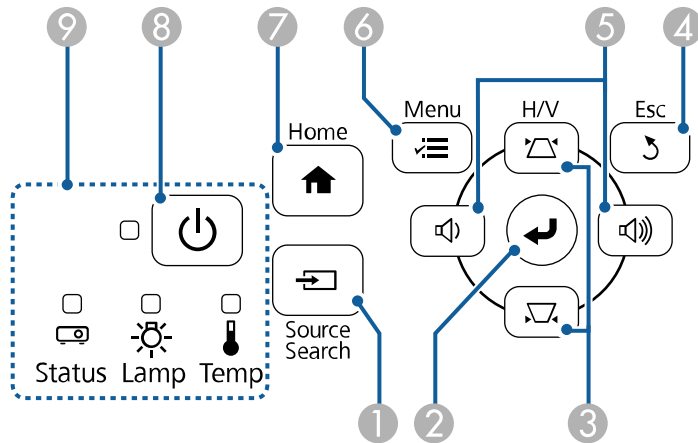 9 8 7 6 5 4
Menu H/V Esc
Home
Source
Search
Status Lamp Temp
1 2 3